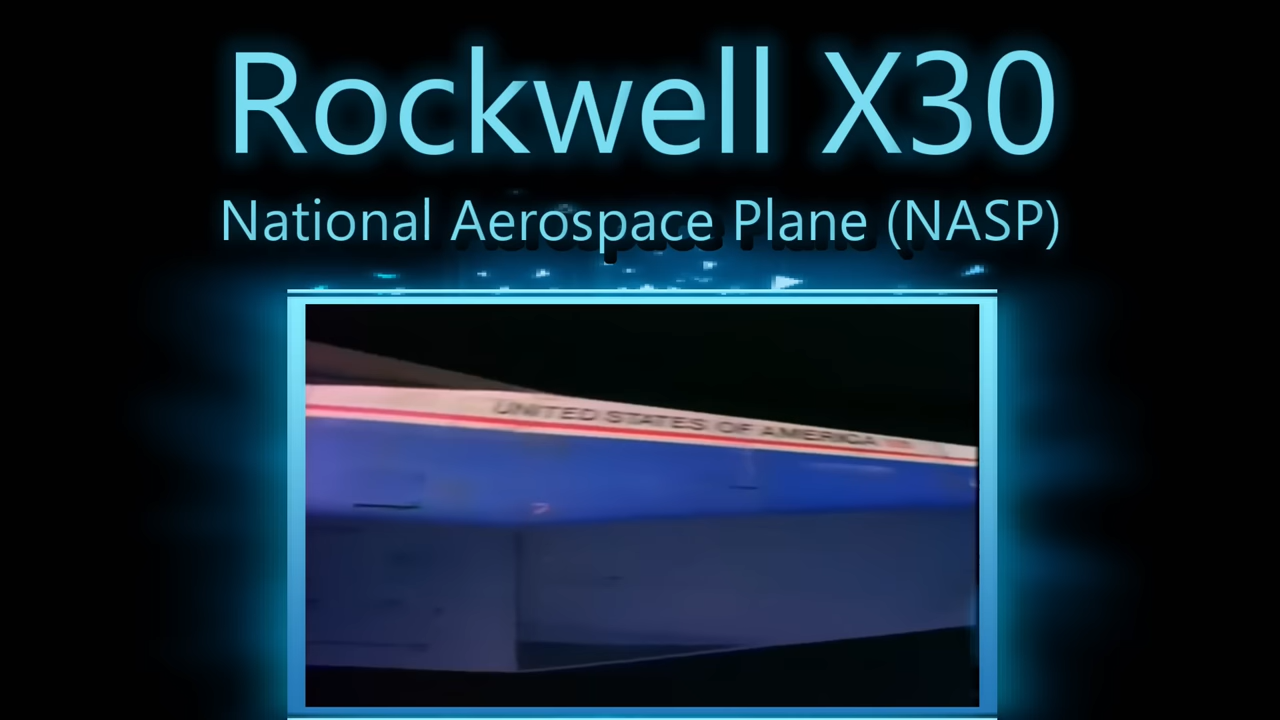 Rockwell X30
National Aerospace Plane (NASP)
UNITED STATES OF AMERICA